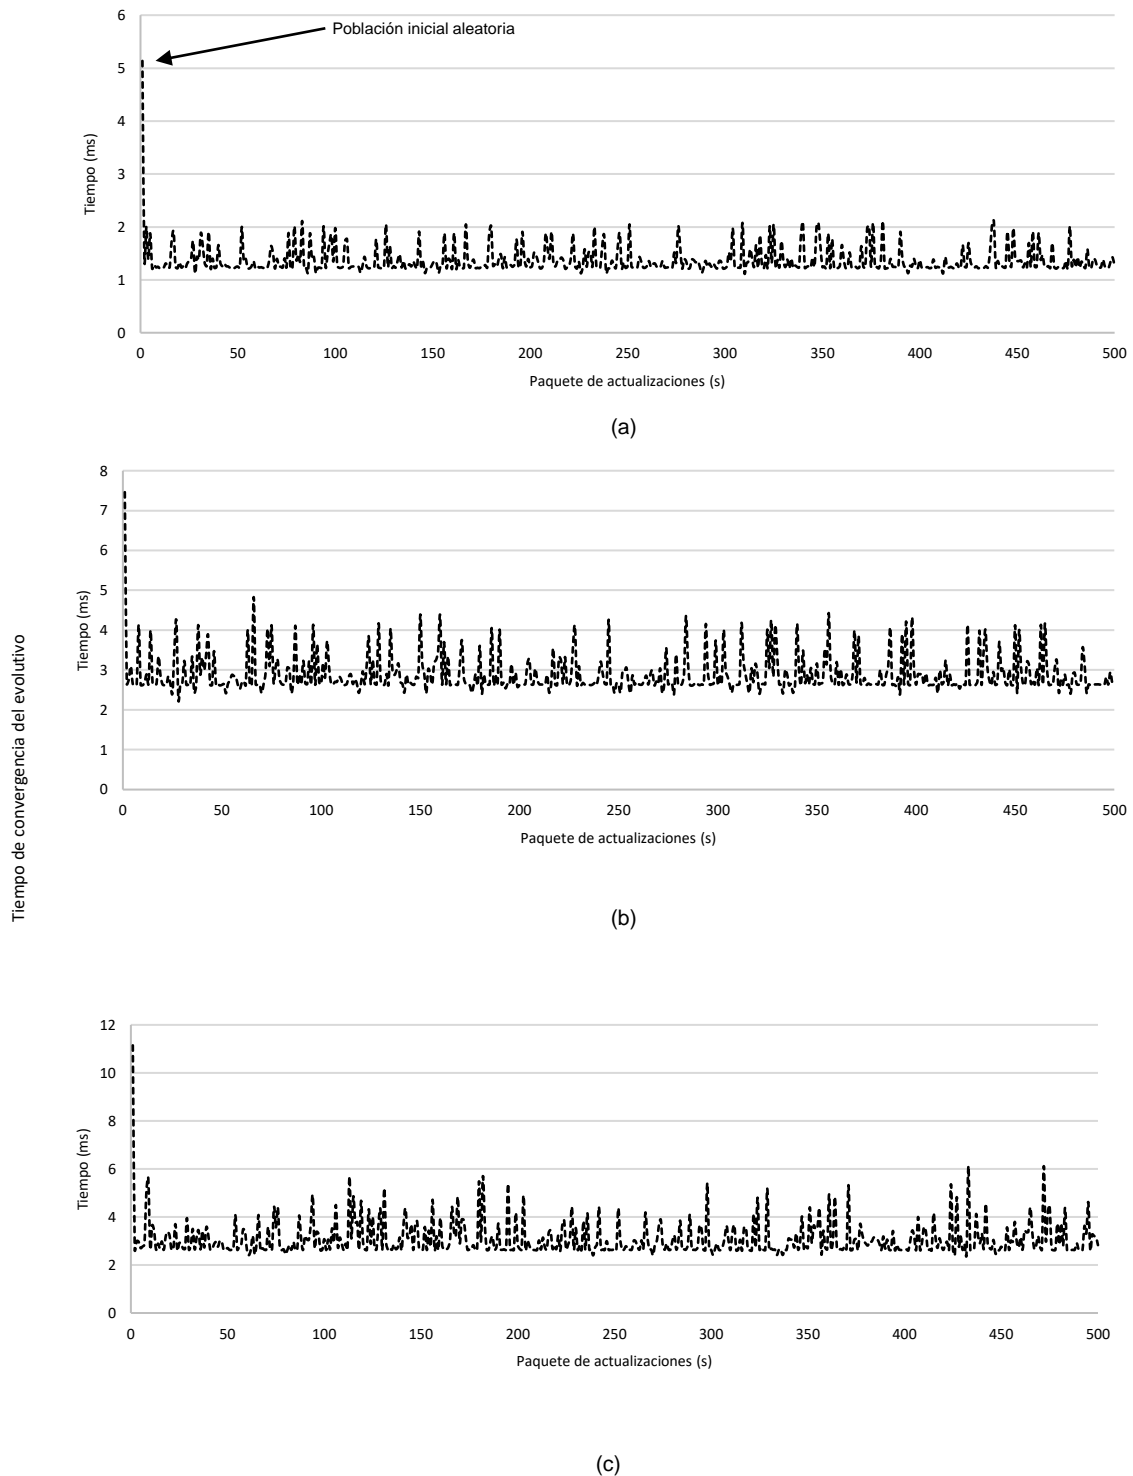 Tiempo de convergencia del evolutivo
6
5
4
3
2
1
0
Tiempo (ms)
Población inicial aleatoria
0 50 100 150 200 250 300 350 400 450 500
Paquete de actualizaciones (s)
(a)
8
7
6
5
4
3
2
1
0
Tiempo (ms)
0 50 100 150 200 250 300 350 400 450 500
Paquete de actualizaciones (s)
(b)
12
10
8
6
4
2
0
Tiempo (ms)
0 50 100 150 200 250 300 350 400 450 500
Paquete de actualizaciones (s)
(c)